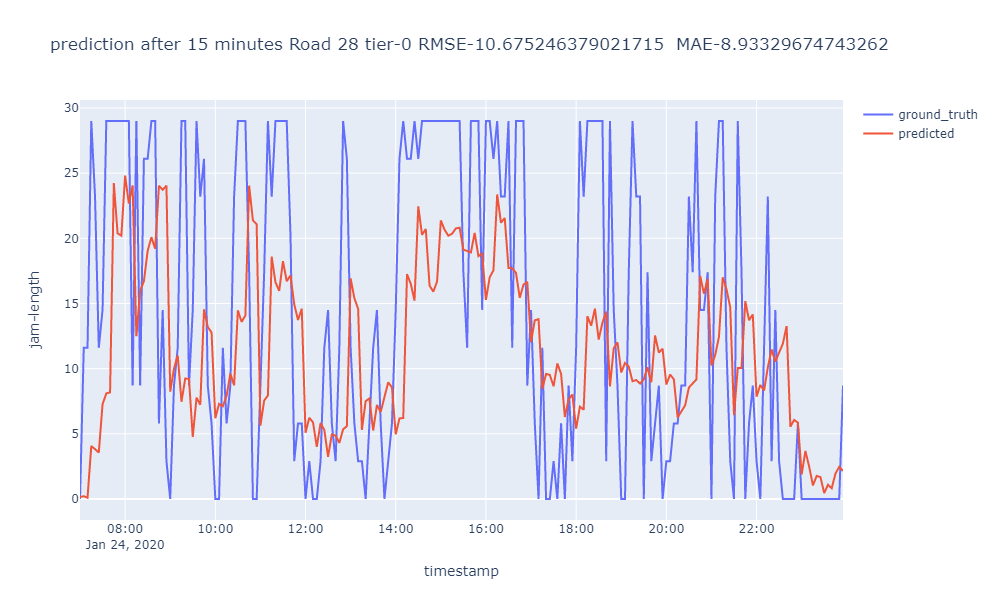 prediction after 15 minutes Road 28 tier-0 RMSE-10.675246379021715  MAE-8.93329674743262
ground_truth
predicted
30
25
20
15
10
5
0
jam-length
08:00 10:00 12:00 14:00 16:00 18:00 20:00 22:00
Jan 24, 2020
timestamp